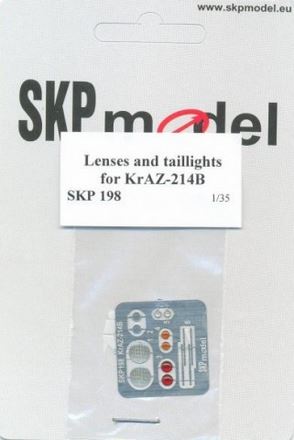 www.skpmodel.eu
SKP model
Lenses and taillights
for KrAZ-214B
SKP 198
1/35
SKP198 KrAZ-214B
SKP model